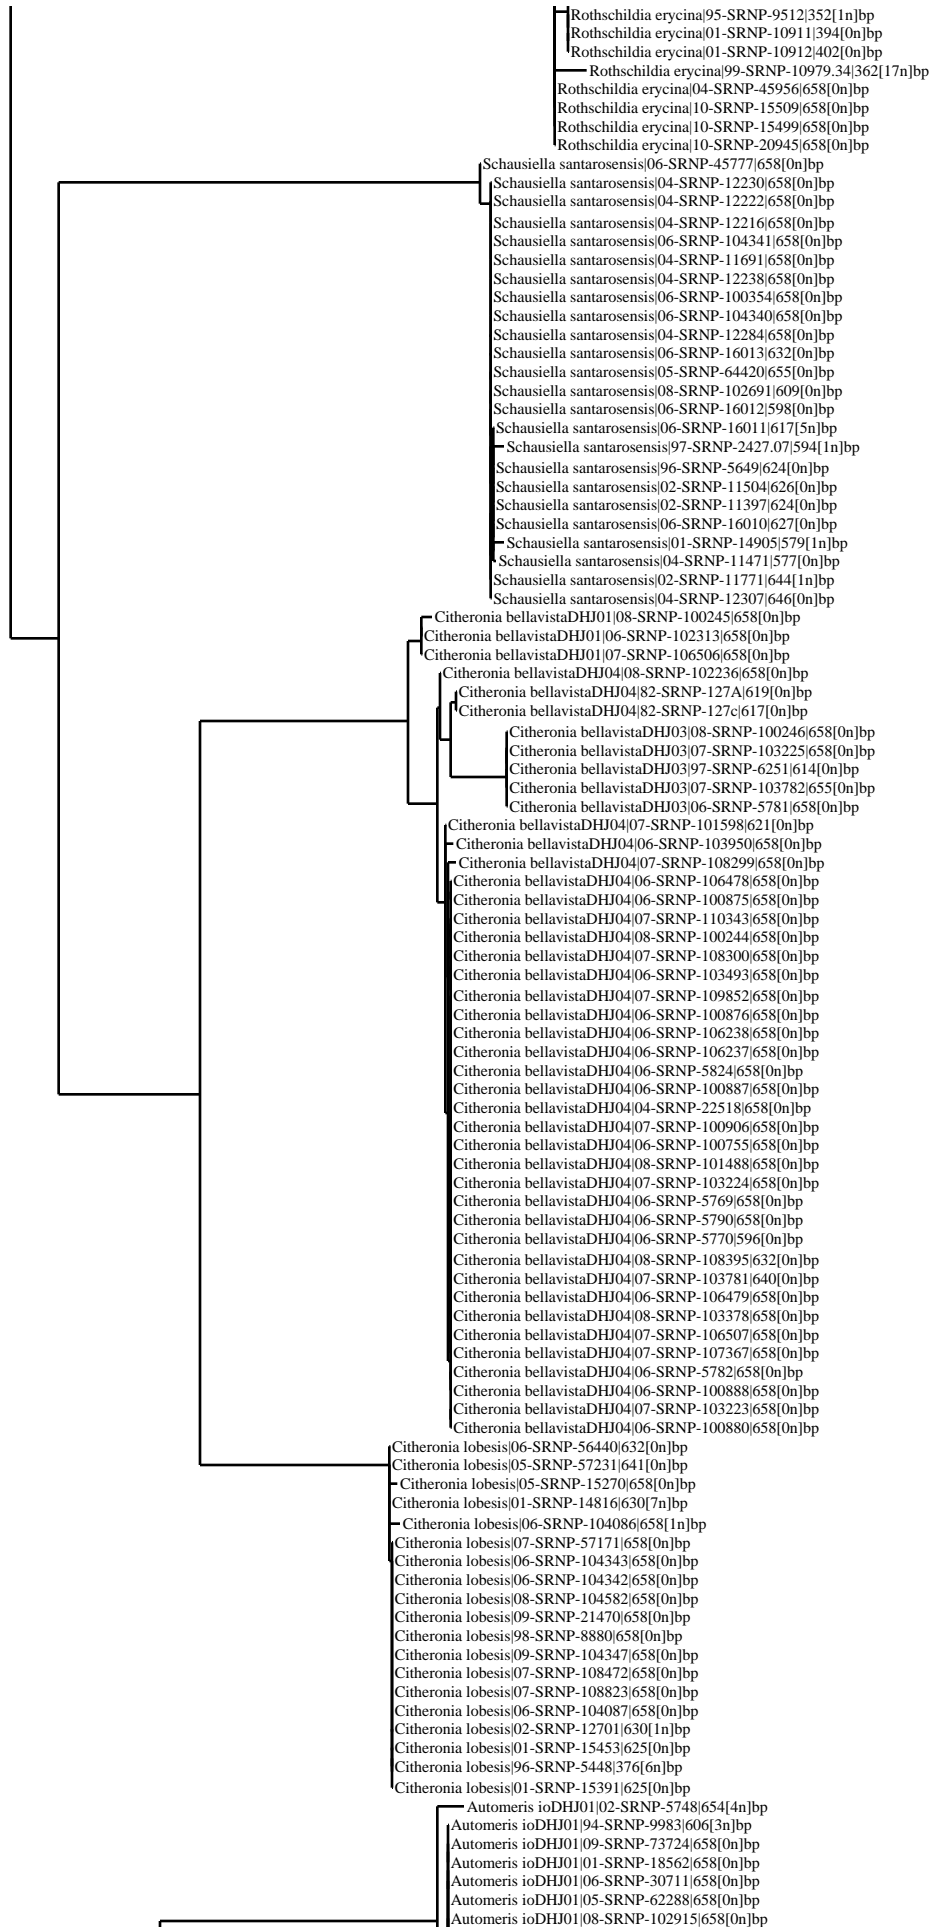 Rothschildia erycina|95-SRNP-9512|352[1n]bp
Rothschildia erycina|01-SRNP-10911|394[0n]bp
Rothschildia erycina|01-SRNP-10912|402[0n]bp
Rothschildia erycina|99-SRNP-10979.34|362[17n]bp
Rothschildia erycina|04-SRNP-45956|658[0n]bp
Rothschildia erycina|10-SRNP-15509|658[0n]bp
Rothschildia erycina|10-SRNP-15499|658[0n]bp
Rothschildia erycina|10-SRNP-20945|658[0n]bp
Schausiella santarosensis|06-SRNP-45777|658[0n]bp
Schausiella santarosensis|04-SRNP-12230|658[0n]bp
Schausiella santarosensis|04-SRNP-12222|658[0n]bp
Schausiella santarosensis|04-SRNP-12216|658[0n]bp
Schausiella santarosensis|06-SRNP-104341|658[0n]bp
Schausiella santarosensis|04-SRNP-11691|658[0n]bp
Schausiella santarosensis|04-SRNP-12238|658[0n]bp
Schausiella santarosensis|06-SRNP-100354|658[0n]bp
Schausiella santarosensis|06-SRNP-104340|658[0n]bp
Schausiella santarosensis|04-SRNP-12284|658[0n]bp
Schausiella santarosensis|06-SRNP-16013|632[0n]bp
Schausiella santarosensis|05-SRNP-64420|655[0n]bp
Schausiella santarosensis|08-SRNP-102691|609[0n]bp
Schausiella santarosensis|06-SRNP-16012|598[0n]bp
Schausiella santarosensis|06-SRNP-16011|617[5n]bp
Schausiella santarosensis|97-SRNP-2427.07|594[1n]bp
Schausiella santarosensis|96-SRNP-5649|624[0n]bp
Schausiella santarosensis|02-SRNP-11504|626[0n]bp
Schausiella santarosensis|02-SRNP-11397|624[0n]bp
Schausiella santarosensis|06-SRNP-16010|627[0n]bp
Schausiella santarosensis|01-SRNP-14905|579[1n]bp
Schausiella santarosensis|04-SRNP-11471|577[0n]bp
Schausiella santarosensis|02-SRNP-11771|644[1n]bp
Schausiella santarosensis|04-SRNP-12307|646[0n]bp
Citheronia bellavistaDHJ01|08-SRNP-100245|658[0n]bp
Citheronia bellavistaDHJ01|06-SRNP-102313|658[0n]bp
Citheronia bellavistaDHJ01|07-SRNP-106506|658[0n]bp
Citheronia bellavistaDHJ04|08-SRNP-102236|658[0n]bp
Citheronia bellavistaDHJ04|82-SRNP-127A|619[0n]bp
Citheronia bellavistaDHJ04|82-SRNP-127c|617[0n]bp
Citheronia bellavistaDHJ03|08-SRNP-100246|658[0n]bp
Citheronia bellavistaDHJ03|07-SRNP-103225|658[0n]bp
Citheronia bellavistaDHJ03|97-SRNP-6251|614[0n]bp
Citheronia bellavistaDHJ03|07-SRNP-103782|655[0n]bp
Citheronia bellavistaDHJ03|06-SRNP-5781|658[0n]bp
Citheronia bellavistaDHJ04|07-SRNP-101598|621[0n]bp
Citheronia bellavistaDHJ04|06-SRNP-103950|658[0n]bp
Citheronia bellavistaDHJ04|07-SRNP-108299|658[0n]bp
Citheronia bellavistaDHJ04|06-SRNP-106478|658[0n]bp
Citheronia bellavistaDHJ04|06-SRNP-100875|658[0n]bp
Citheronia bellavistaDHJ04|07-SRNP-110343|658[0n]bp
Citheronia bellavistaDHJ04|08-SRNP-100244|658[0n]bp
Citheronia bellavistaDHJ04|07-SRNP-108300|658[0n]bp
Citheronia bellavistaDHJ04|06-SRNP-103493|658[0n]bp
Citheronia bellavistaDHJ04|07-SRNP-109852|658[0n]bp
Citheronia bellavistaDHJ04|06-SRNP-100876|658[0n]bp
Citheronia bellavistaDHJ04|06-SRNP-106238|658[0n]bp
Citheronia bellavistaDHJ04|06-SRNP-106237|658[0n]bp
Citheronia bellavistaDHJ04|06-SRNP-5824|658[0n]bp
Citheronia bellavistaDHJ04|06-SRNP-100887|658[0n]bp
Citheronia bellavistaDHJ04|04-SRNP-22518|658[0n]bp
Citheronia bellavistaDHJ04|07-SRNP-100906|658[0n]bp
Citheronia bellavistaDHJ04|06-SRNP-100755|658[0n]bp
Citheronia bellavistaDHJ04|08-SRNP-101488|658[0n]bp
Citheronia bellavistaDHJ04|07-SRNP-103224|658[0n]bp
Citheronia bellavistaDHJ04|06-SRNP-5769|658[0n]bp
Citheronia bellavistaDHJ04|06-SRNP-5790|658[0n]bp
Citheronia bellavistaDHJ04|06-SRNP-5770|596[0n]bp
Citheronia bellavistaDHJ04|08-SRNP-108395|632[0n]bp
Citheronia bellavistaDHJ04|07-SRNP-103781|640[0n]bp
Citheronia bellavistaDHJ04|06-SRNP-106479|658[0n]bp
Citheronia bellavistaDHJ04|08-SRNP-103378|658[0n]bp
Citheronia bellavistaDHJ04|07-SRNP-106507|658[0n]bp
Citheronia bellavistaDHJ04|07-SRNP-107367|658[0n]bp
Citheronia bellavistaDHJ04|06-SRNP-5782|658[0n]bp
Citheronia bellavistaDHJ04|06-SRNP-100888|658[0n]bp
Citheronia bellavistaDHJ04|07-SRNP-103223|658[0n]bp
Citheronia bellavistaDHJ04|06-SRNP-100880|658[0n]bp
Citheronia lobesis|06-SRNP-56440|632[0n]bp
Citheronia lobesis|05-SRNP-57231|641[0n]bp
Citheronia lobesis|05-SRNP-15270|658[0n]bp
Citheronia lobesis|01-SRNP-14816|630[7n]bp
Citheronia lobesis|06-SRNP-104086|658[1n]bp
Citheronia lobesis|07-SRNP-57171|658[0n]bp
Citheronia lobesis|06-SRNP-104343|658[0n]bp
Citheronia lobesis|06-SRNP-104342|658[0n]bp
Citheronia lobesis|08-SRNP-104582|658[0n]bp
Citheronia lobesis|09-SRNP-21470|658[0n]bp
Citheronia lobesis|98-SRNP-8880|658[0n]bp
Citheronia lobesis|09-SRNP-104347|658[0n]bp
Citheronia lobesis|07-SRNP-108472|658[0n]bp
Citheronia lobesis|07-SRNP-108823|658[0n]bp
Citheronia lobesis|06-SRNP-104087|658[0n]bp
Citheronia lobesis|02-SRNP-12701|630[1n]bp
Citheronia lobesis|01-SRNP-15453|625[0n]bp
Citheronia lobesis|96-SRNP-5448|376[6n]bp
Citheronia lobesis|01-SRNP-15391|625[0n]bp
Automeris ioDHJ01|02-SRNP-5748|654[4n]bp
Automeris ioDHJ01|94-SRNP-9983|606[3n]bp
Automeris ioDHJ01|09-SRNP-73724|658[0n]bp
Automeris ioDHJ01|01-SRNP-18562|658[0n]bp
Automeris ioDHJ01|06-SRNP-30711|658[0n]bp
Automeris ioDHJ01|05-SRNP-62288|658[0n]bp
Automeris ioDHJ01|08-SRNP-102915|658[0n]bp